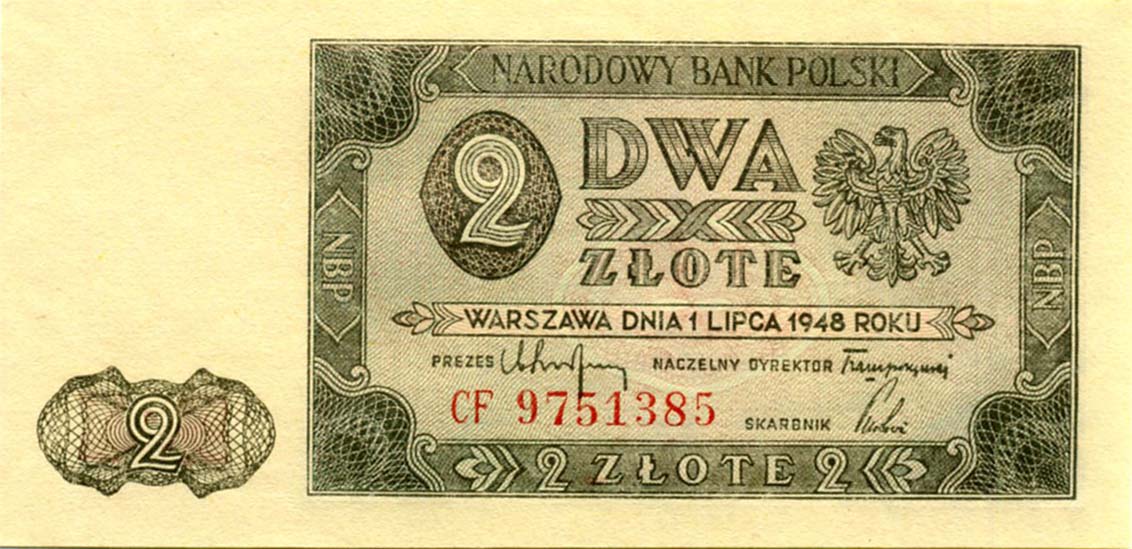 NARODOWY BANK POLSKI
2
DWA
ZŁOTE
NBP
NBP
WARSZAWA DNIA 1 LIPCA 1948 ROKU
PREZES NACZELNY DYREKTOR
CF 9751385
SKARBNIK
2
2 ZŁOTE 2